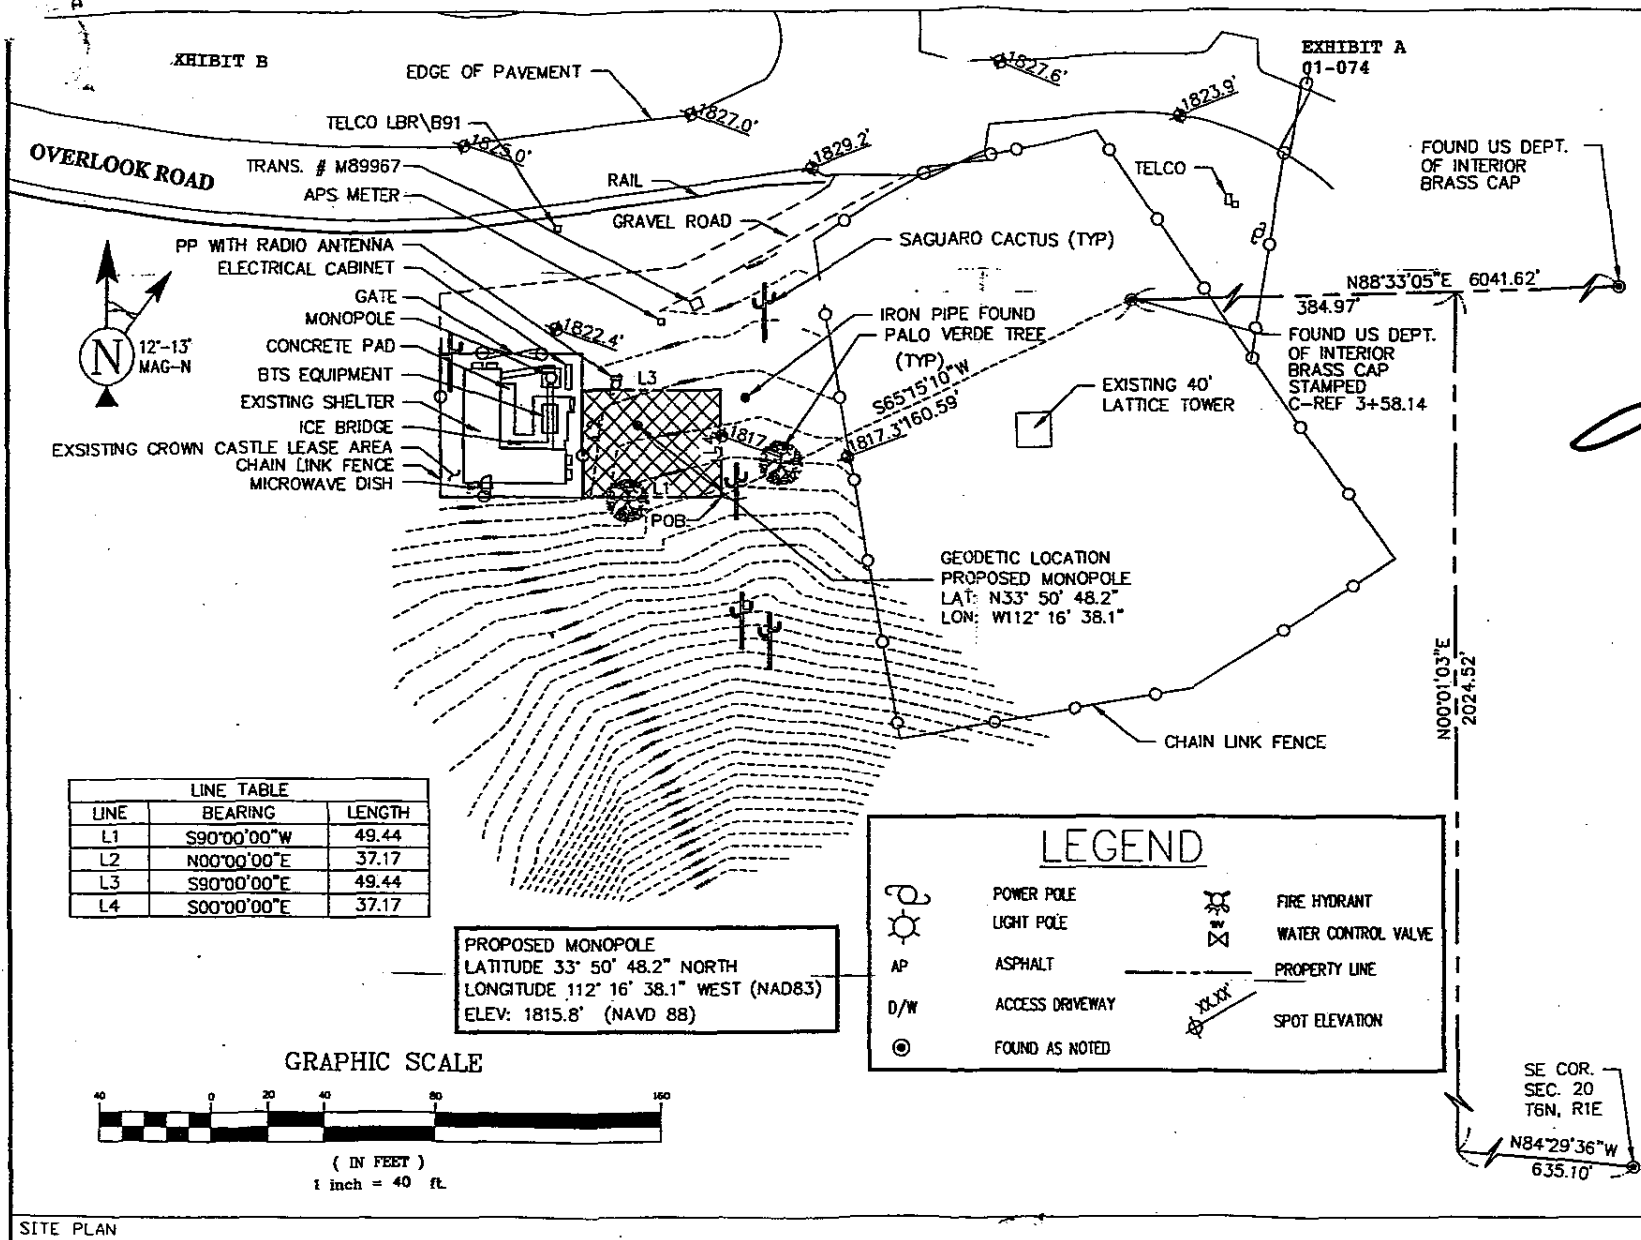 XHIBIT B
EXHIBIT A
01-074
EDGE OF PAVEMENT
1827.6'
1823.9'
1827.0'
TELCO LBR\B91
1825.0'
1829.2'
OVERLOOK ROAD
TRANS. # M89967
APS METER
RAIL
GRAVEL ROAD
TELCO
FOUND US DEPT.
OF INTERIOR
BRASS CAP
PP WITH RADIO ANTENNA
ELECTRICAL CABINET
GATE
MONOPOLE
CONCRETE PAD
BTS EQUIPMENT
EXISTING SHELTER
ICE BRIDGE
EXSISTING CROWN CASTLE LEASE AREA
CHAIN LINK FENCE
MICROWAVE DISH
N
12°-13°
MAG-N
1822.4'
SAGUARO CACTUS (TYP)
IRON PIPE FOUND
PALO VERDE TREE
(TYP)
S65°15'10"W
160.59'
1817.3'
1817.
L3
L1
POB
N88°33'05"E 6041.62'
384.97'
FOUND US DEPT.
OF INTERIOR
BRASS CAP
STAMPED
C-REF 3+58.14
EXISTING 40'
LATTICE TOWER
GEODETIC LOCATION
PROPOSED MONOPOLE
LAT: N33° 50' 48.2"
LON: W112° 16' 38.1"
N00°01'03"E
2024.52'
CHAIN LINK FENCE
LINE TABLE
LINE BEARING LENGTH
L1 S90°00'00"W 49.44
L2 N00°00'00"E 37.17
L3 S90°00'00"E 49.44
L4 S00°00'00"E 37.17
PROPOSED MONOPOLE
LATITUDE 33° 50' 48.2" NORTH
LONGITUDE 112° 16' 38.1" WEST (NAD83)
ELEV: 1815.8' (NAVD 88)
LEGEND
POWER POLE
LIGHT POLE
AP ASPHALT
D/W ACCESS DRIVEWAY
FOUND AS NOTED
FIRE HYDRANT
WV
WATER CONTROL VALVE
PROPERTY LINE
XX.XX' SPOT ELEVATION
GRAPHIC SCALE
40 0 20 40 80 160
( IN FEET )
1 inch = 40 ft.
SE COR.
SEC. 20
T6N, R1E
N84°29'36"W
635.10'
SITE PLAN